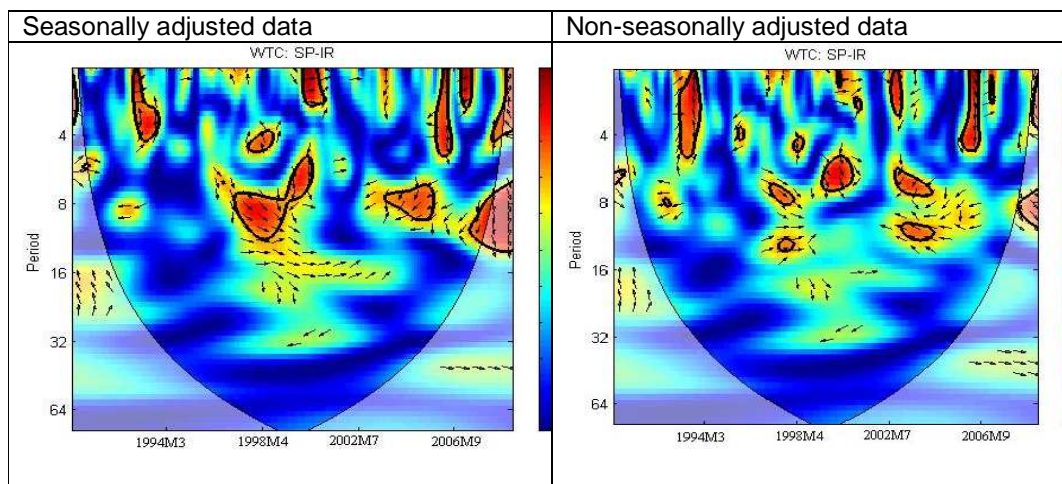 Seasonally adjusted data
Non-seasonally adjusted data
WTC: SP-IR
4
8
16
32
64
Period
1994M3
1998M4
2002M7
2006M9
WTC: SP-IR
4
8
16
32
64
Period
1994M3
1998M4
2002M7
2006M9